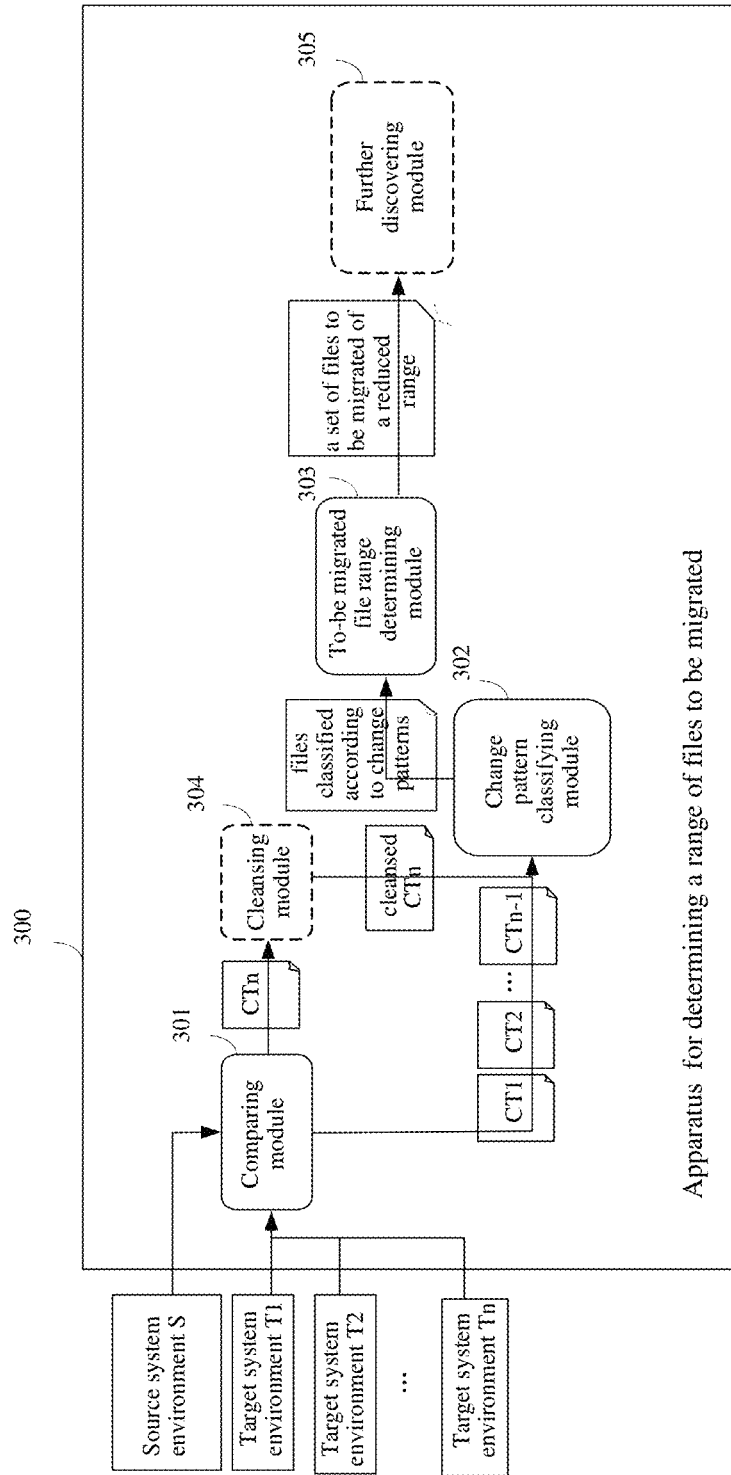 300
Source system
environment S
Target system
environment T1
Target system
environment T2
...
Target system
environment Tn
301
Comparing
module
CTn
304
Cleansing
module
cleansed
CTn
CT1
CT2
...
CTn-1
302
Change
pattern
classifying
module
files
classified
according
to change
patterns
303
To-be migrated
file range
determining
module
a set of files to
be migrated of
a reduced
range
305
Further
discovering
module
Apparatus for determining a range of files to be migrated